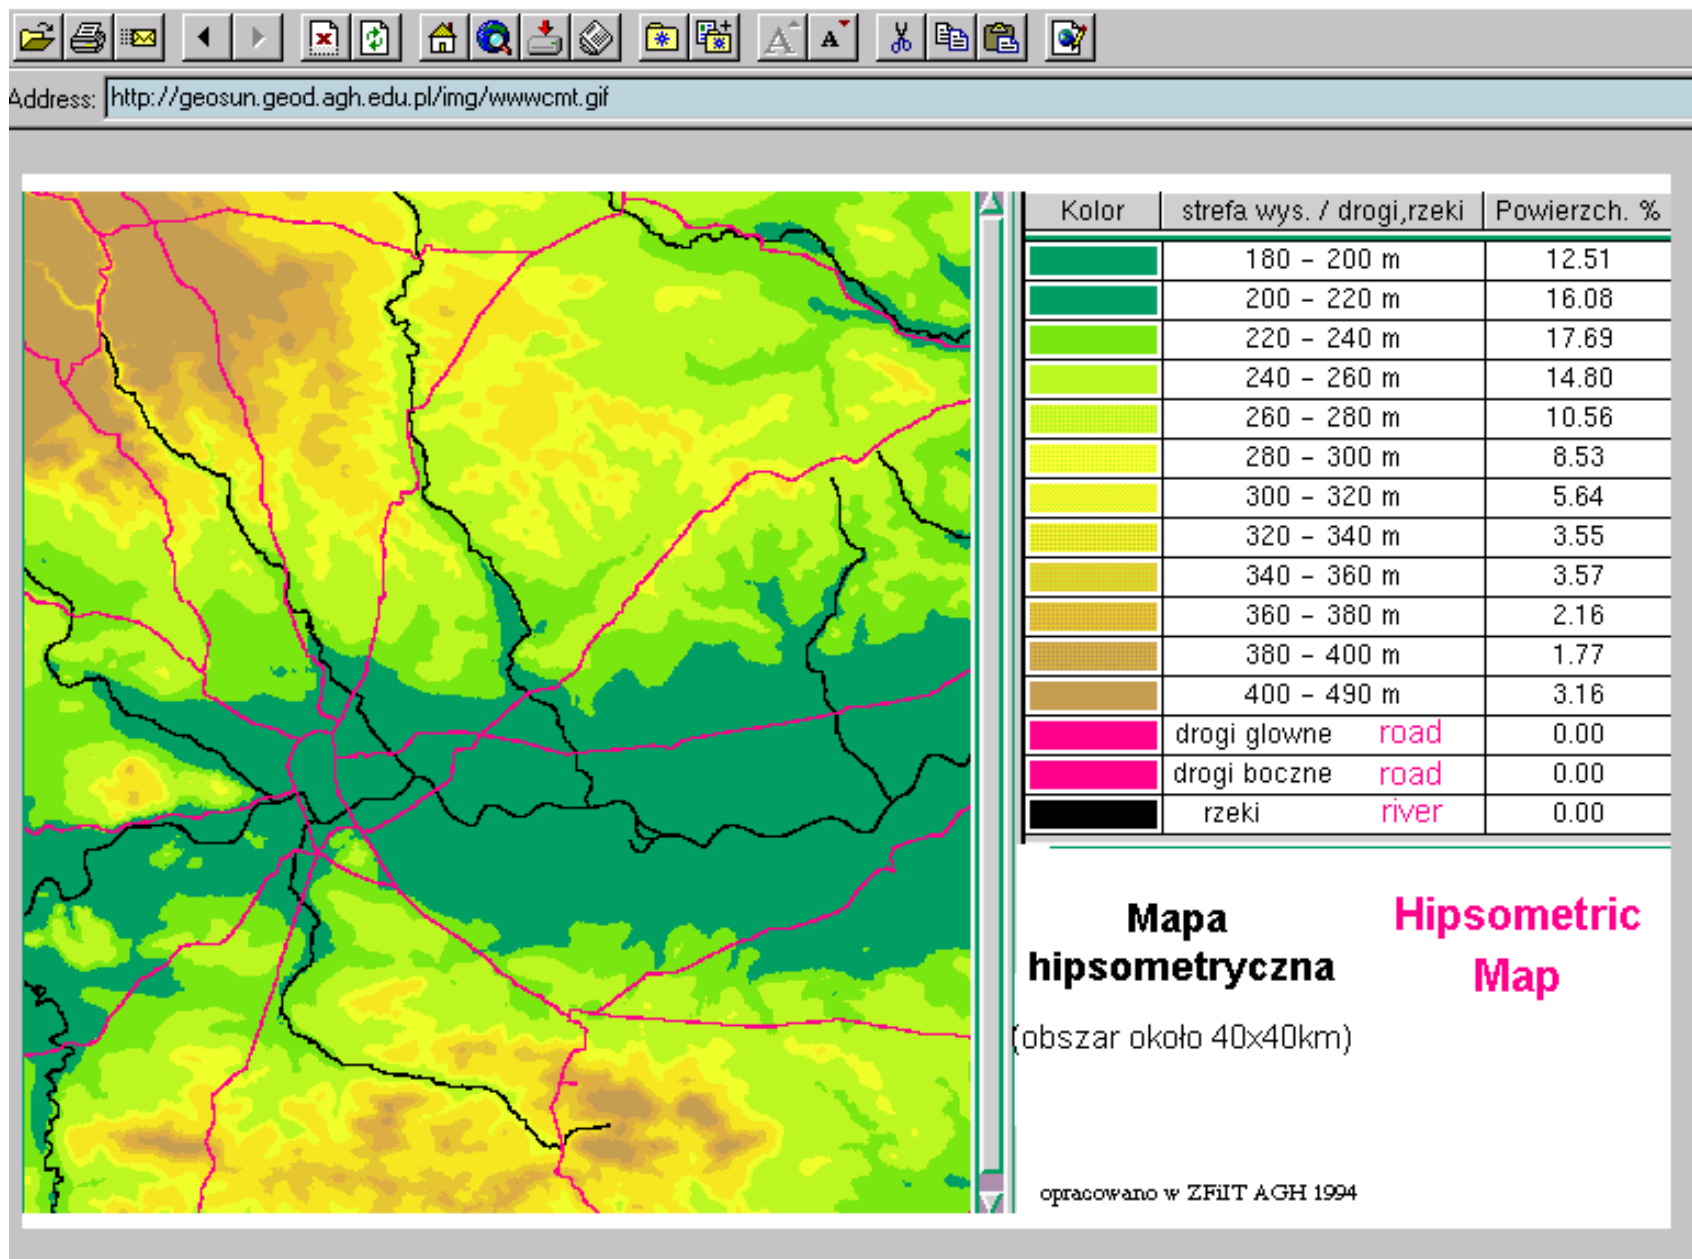 Address: http://geosun.geod.agh.edu.pl/img/wwwcmt.gif
Kolor strefa wys. / drogi,rzeki Powierzch. %
180 - 200 m 12.51
200 - 220 m 16.08
220 - 240 m 17.69
240 - 260 m 14.80
260 - 280 m 10.56
280 - 300 m 8.53
300 - 320 m 5.64
320 - 340 m 3.55
340 - 360 m 3.57
360 - 380 m 2.16
380 - 400 m 1.77
400 - 490 m 3.16
drogi glowne road 0.00
drogi boczne road 0.00
rzeki river 0.00
Mapa
hipsometryczna
Hipsometric
Map
(obszar około 40x40km)
opracowano w ZFiIT AGH 1994